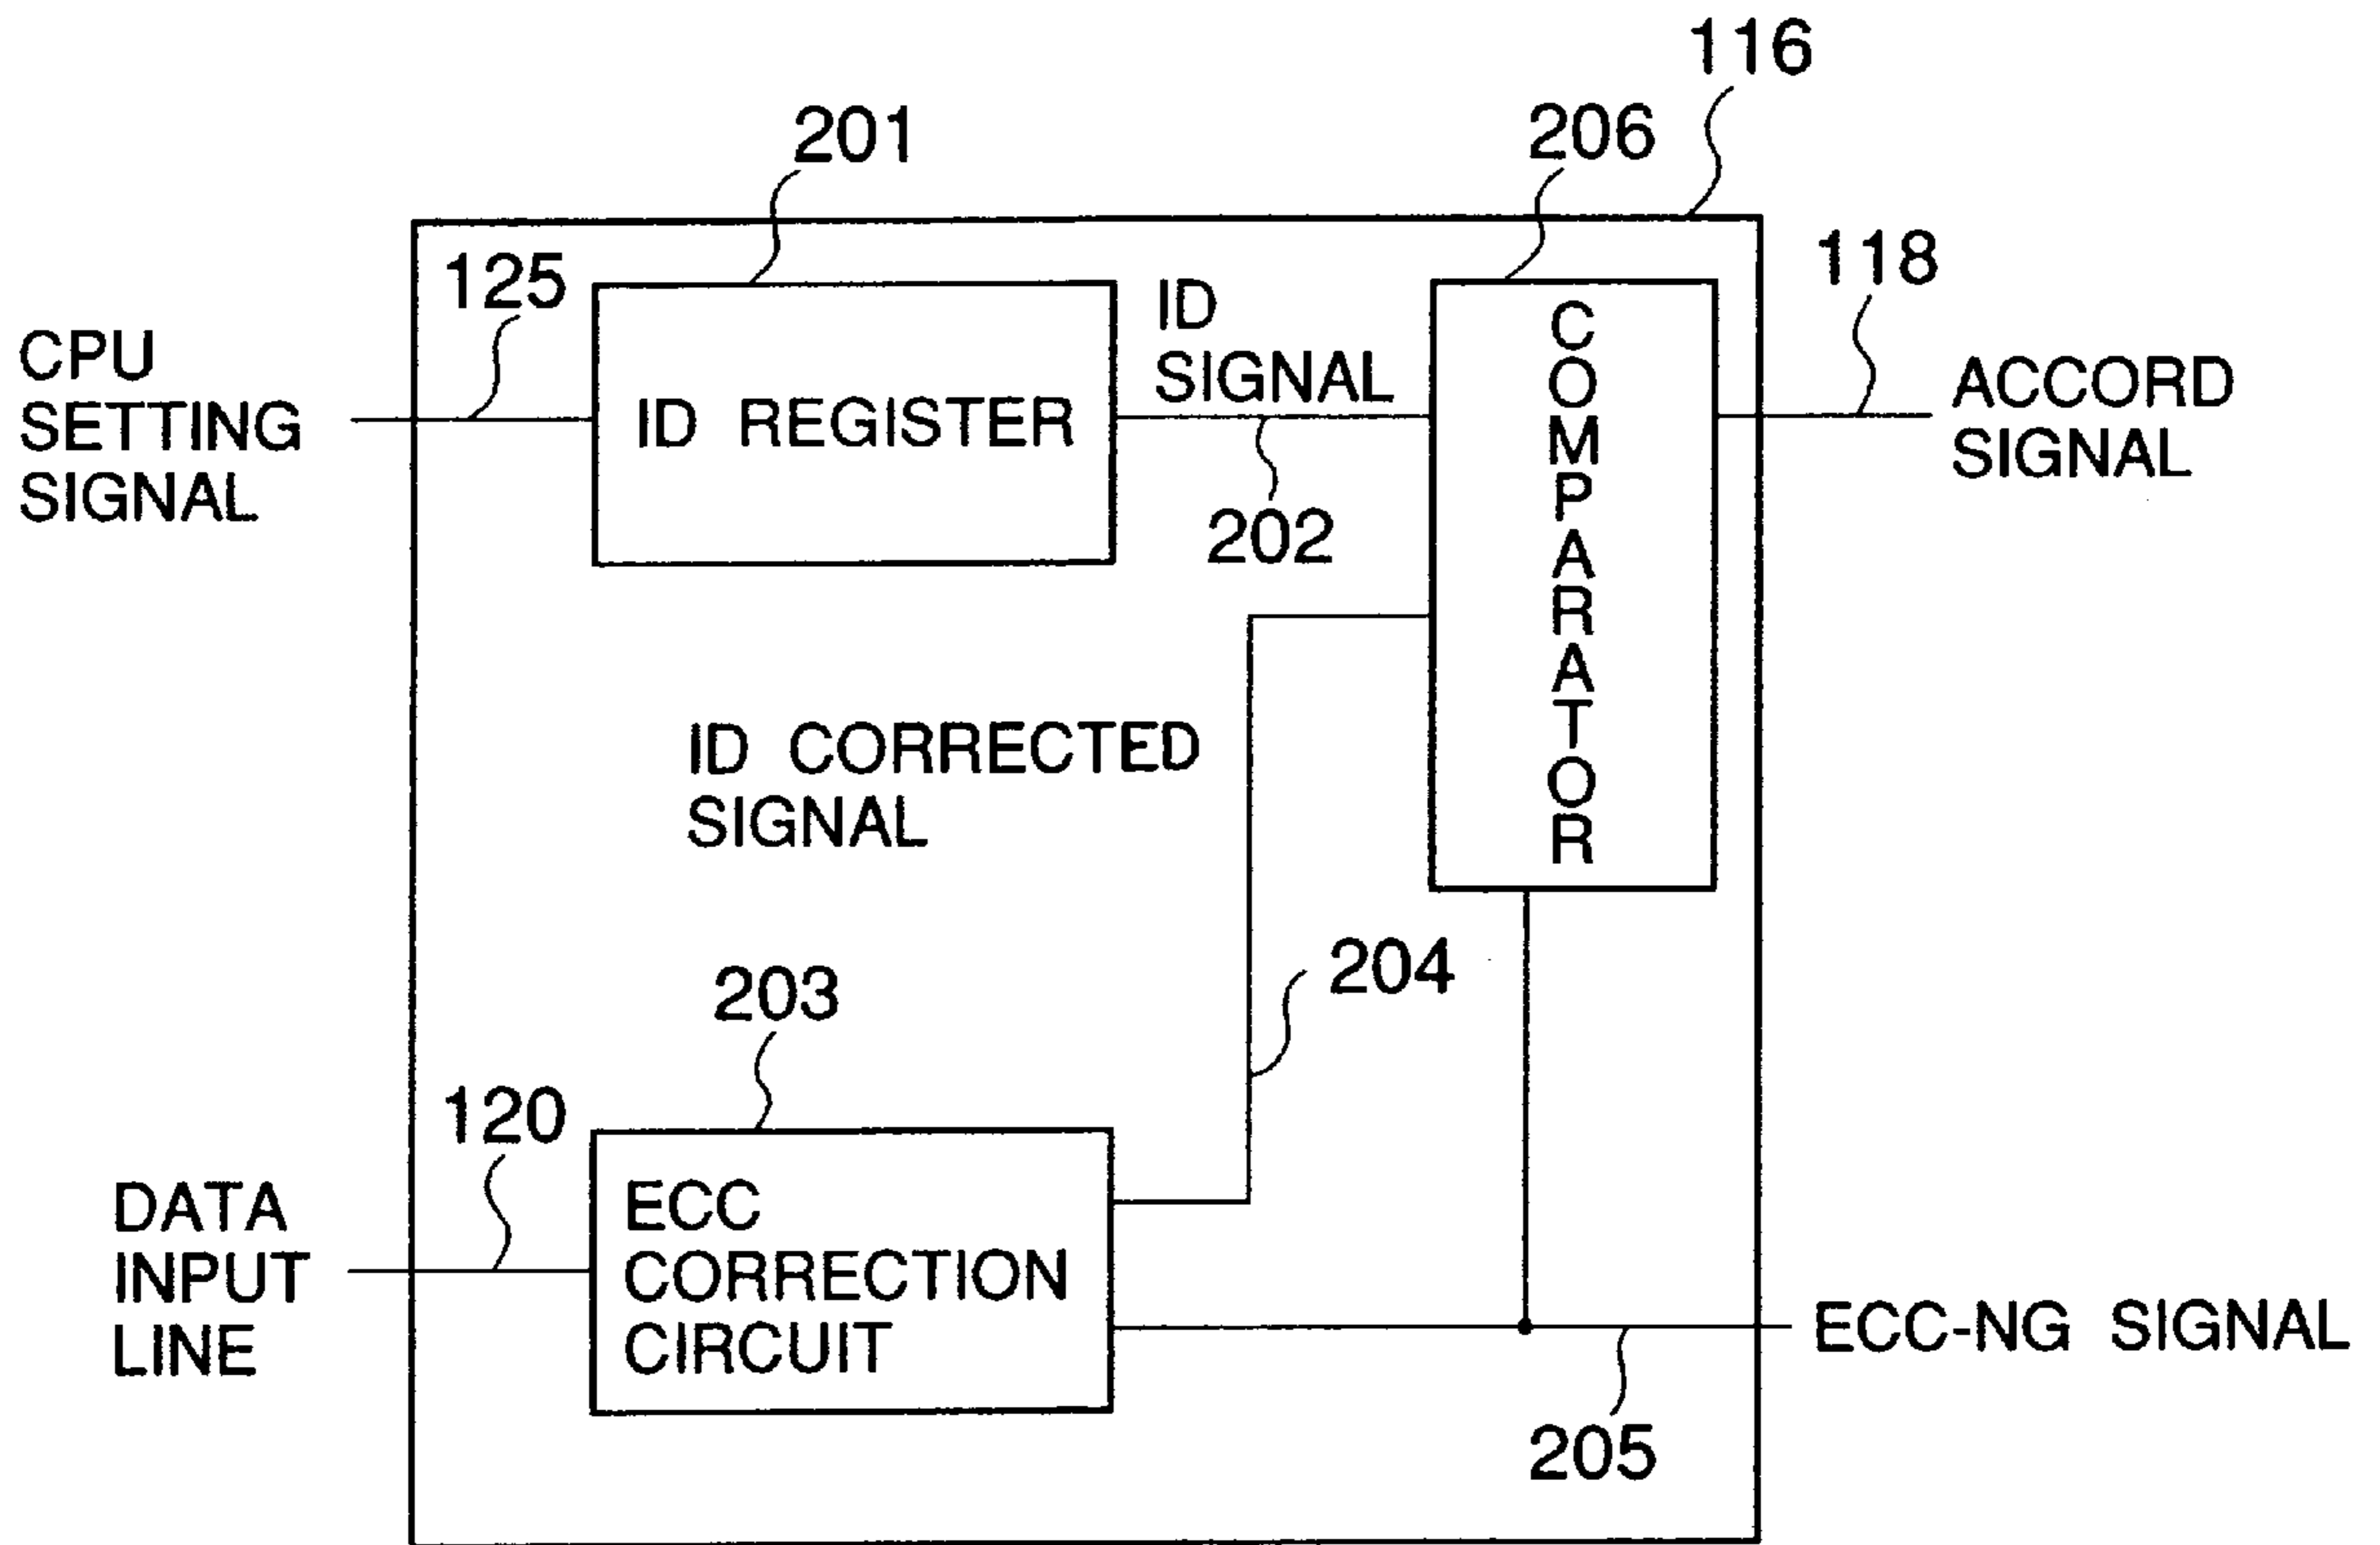 116
201
206
125
118
CPU
SETTING
SIGNAL
ID REGISTER
ID
SIGNAL
202
COMPARATOR
ACCORD
SIGNAL
ID CORRECTED
SIGNAL
204
203
120
DATA
INPUT
LINE
ECC
CORRECTION
CIRCUIT
ECC-NG SIGNAL
205